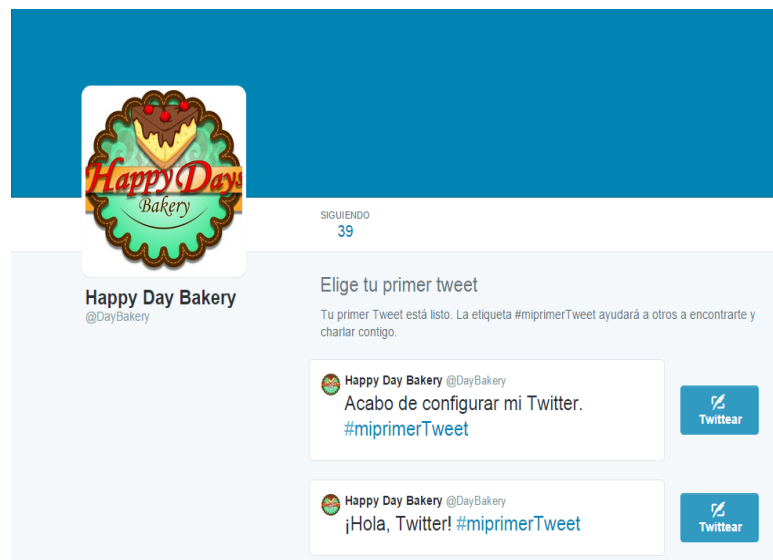 Happy Days
Bakery
SIGUIENDO
39
Happy Day Bakery
@DayBakery
Elige tu primer tweet
Tu primer Tweet está listo. La etiqueta #miprimerTweet ayudará a otros a encontrarte y
charlar contigo.
Happy Day Bakery @DayBakery
Acabo de configurar mi Twitter.
#miprimerTweet
Twittear
Happy Day Bakery @DayBakery
¡Hola, Twitter! #miprimerTweet
Twittear